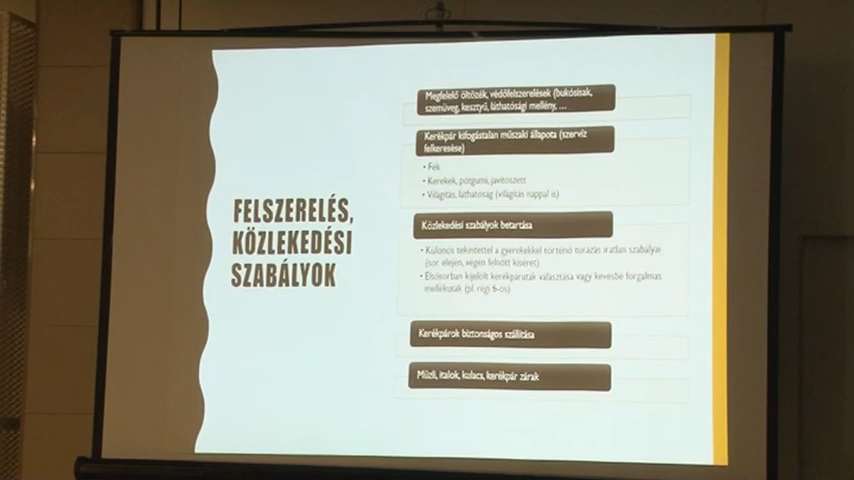 FELSZERELÉS,
KÖZLEKEDÉSI
SZABÁLYOK
Megfelelő öltözék, védőfelszerelések (bukósisak,
szemüveg, kesztyű, láthatósági mellény, ...
Kerékpár kifogástalan műszaki állapota (szerviz
felkeresése)
• Fék
• Kerekek, pótgumi, javítószett
• Világítás, láthatóság (világítás nappal is)
Közlekedési szabályok betartása
• Különös tekintettel a gyerekekkel történő túrázás íratlan szabályai
(sor elején, végén felnőtt kíséret)
• Elsősorban kijelölt kerékpárutak választása vagy kevésbé forgalmas
mellékutak (pl. régi 6-os)
Kerékpárok biztonságos szállítása
Müzli, italok, kulacs, kerékpár zárak